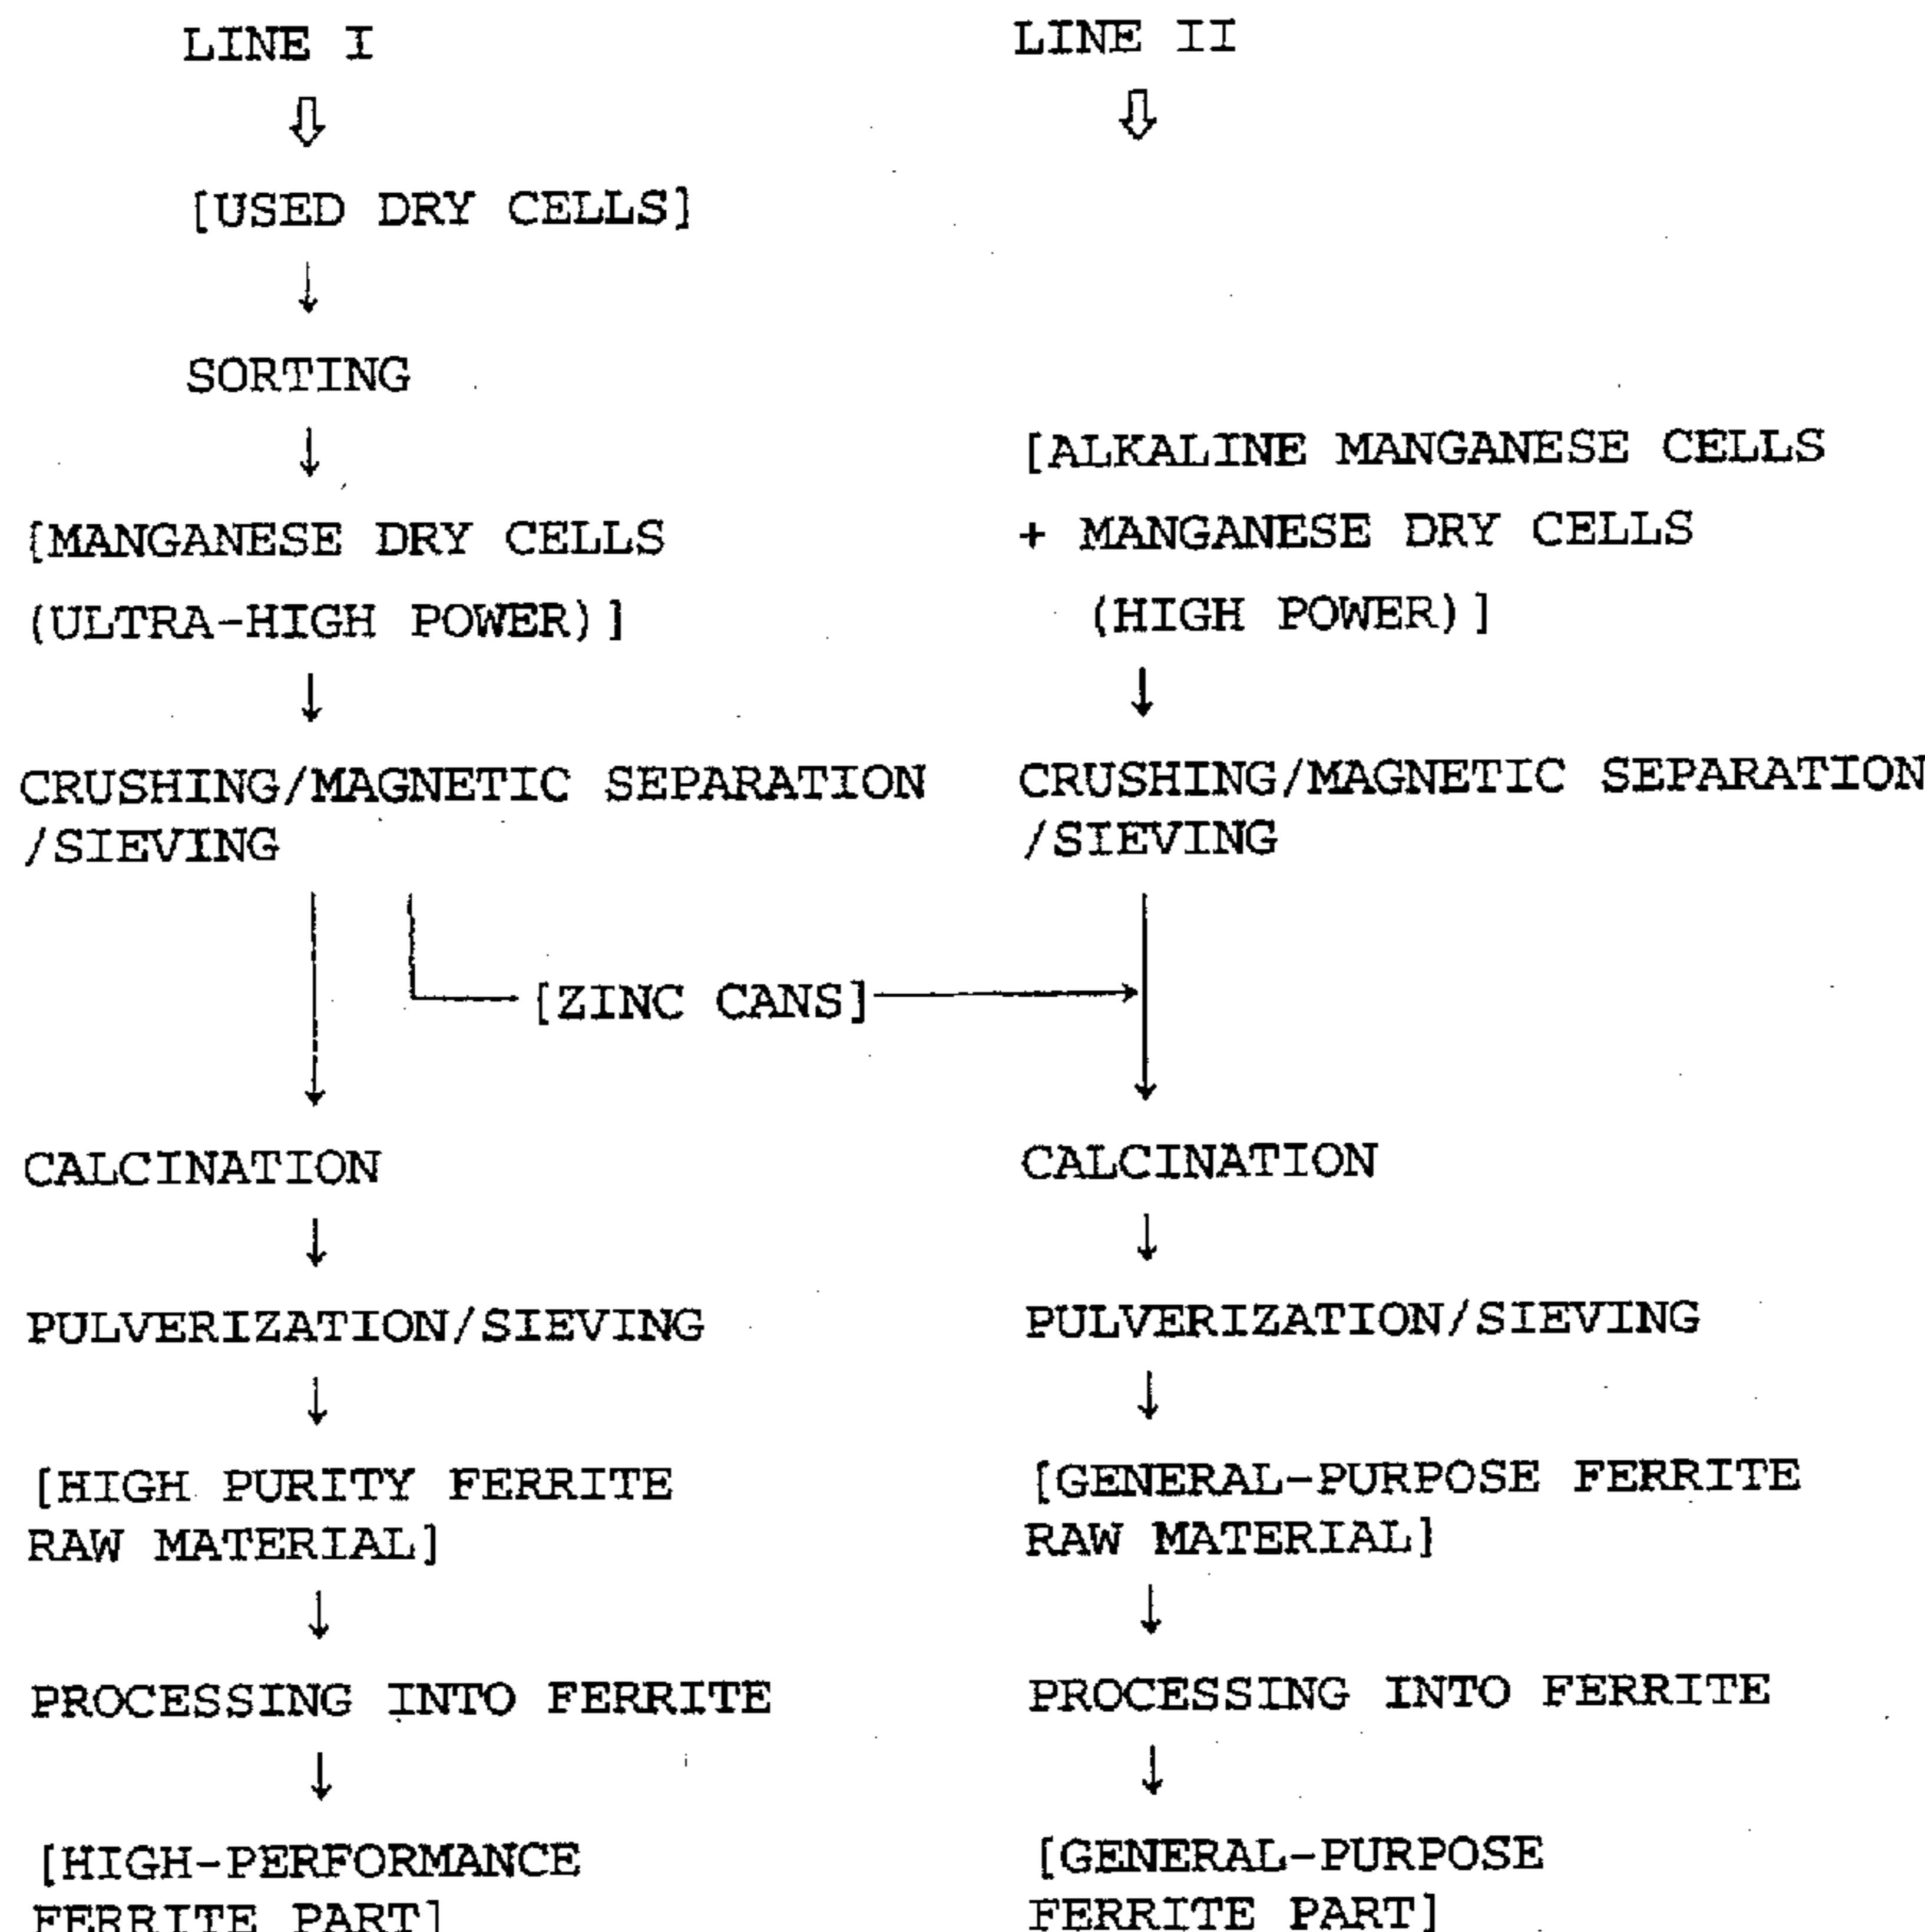 LINE I
[USED DRY CELLS]
SORTING
[MANGANESE DRY CELLS
(ULTRA-HIGH POWER)]
CRUSHING/MAGNETIC SEPARATION
/SIEVING
[ZINC CANS]
CALCINATION
PULVERIZATION/SIEVING
[HIGH PURITY FERRITE
RAW MATERIAL]
PROCESSING INTO FERRITE
[HIGH-PERFORMANCE
FERRITE PART]
LINE II
[ALKALINE MANGANESE CELLS
+ MANGANESE DRY CELLS
(HIGH POWER)]
CRUSHING/MAGNETIC SEPARATION
/SIEVING
CALCINATION
PULVERIZATION/SIEVING
[GENERAL-PURPOSE FERRITE
RAW MATERIAL]
PROCESSING INTO FERRITE
[GENERAL-PURPOSE
FERRITE PART]